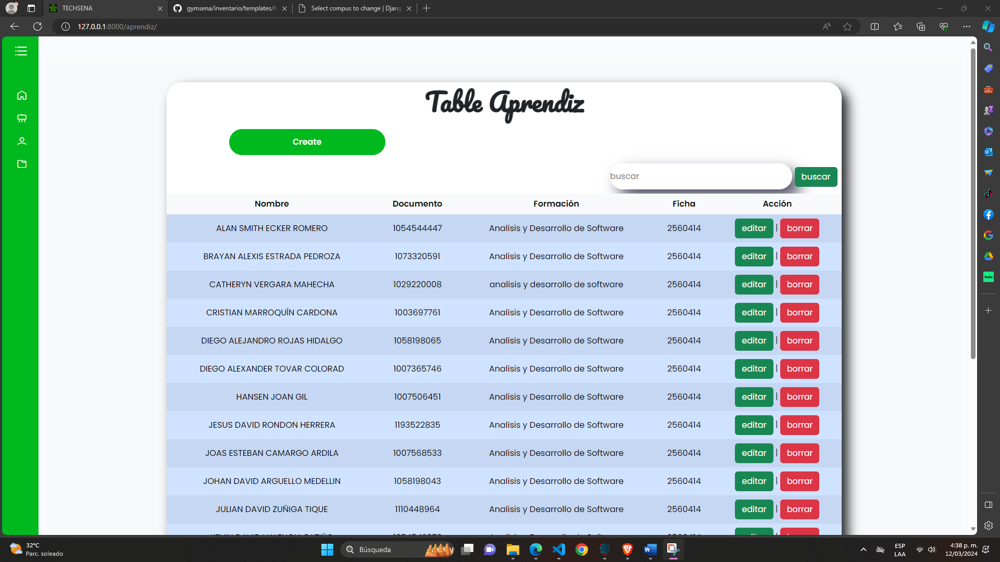 TECHSENA
gymsena/inventario/templates/h
Select compus to change | Djang
127.0.0.1:8000/aprendiz/
Table Aprendiz
Create
buscar
buscar
Nombre Documento Formación Ficha Acción
ALAN SMITH ECKER ROMERO 1054544447 Analisis y Desarrollo de Software 2560414 editar | borrar
BRAYAN ALEXIS ESTRADA PEDROZA 1073320591 Analisis y Desarrollo de Software 2560414 editar | borrar
CATHERYN VERGARA MAHECHA 1029220008 analisis y desarrollo de software 2560414 editar | borrar
CRISTIAN MARROQUÍN CARDONA 1003697761 Analisis y Desarrollo de Software 2560414 editar | borrar
DIEGO ALEJANDRO ROJAS HIDALGO 1058198065 Analisis y Desarrollo de Software 2560414 editar | borrar
DIEGO ALEXANDER TOVAR COLORAD 1007365746 Analisis y Desarrollo de Software 2560414 editar | borrar
HANSEN JOAN GIL 1007506451 Analisis y Desarrollo de Software 2560414 editar | borrar
JESUS DAVID RONDON HERRERA 1193522835 Analisis y Desarrollo de Software 2560414 editar | borrar
JOAS ESTEBAN CAMARGO ARDILA 1007568533 Analisis y Desarrollo de Software 2560414 editar | borrar
JOHAN DAVID ARGUELLO MEDELLIN 1058198043 Analisis y Desarrollo de Software 2560414 editar | borrar
JULIAN DAVID ZUÑIGA TIQUE 1110448964 Analisis y Desarrollo de Software 2560414 editar | borrar
hulu
32°C
Parc. soleado
Búsqueda
ESP
LAA
4:38 p. m.
12/03/2024